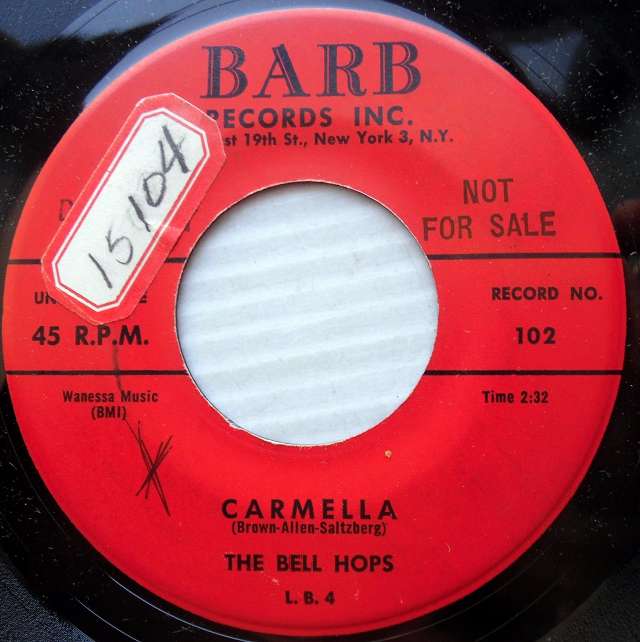 BARB
RECORDS INC.
19th St., New York 3, N.Y.
15104
NOT
FOR SALE
45 R.P.M.
RECORD NO.
102
Wanessa Music
(BMI)
Time 2:32
CARMELLA
(Brown-Allen-Saltzberg)
THE BELL HOPS
L. B. 4